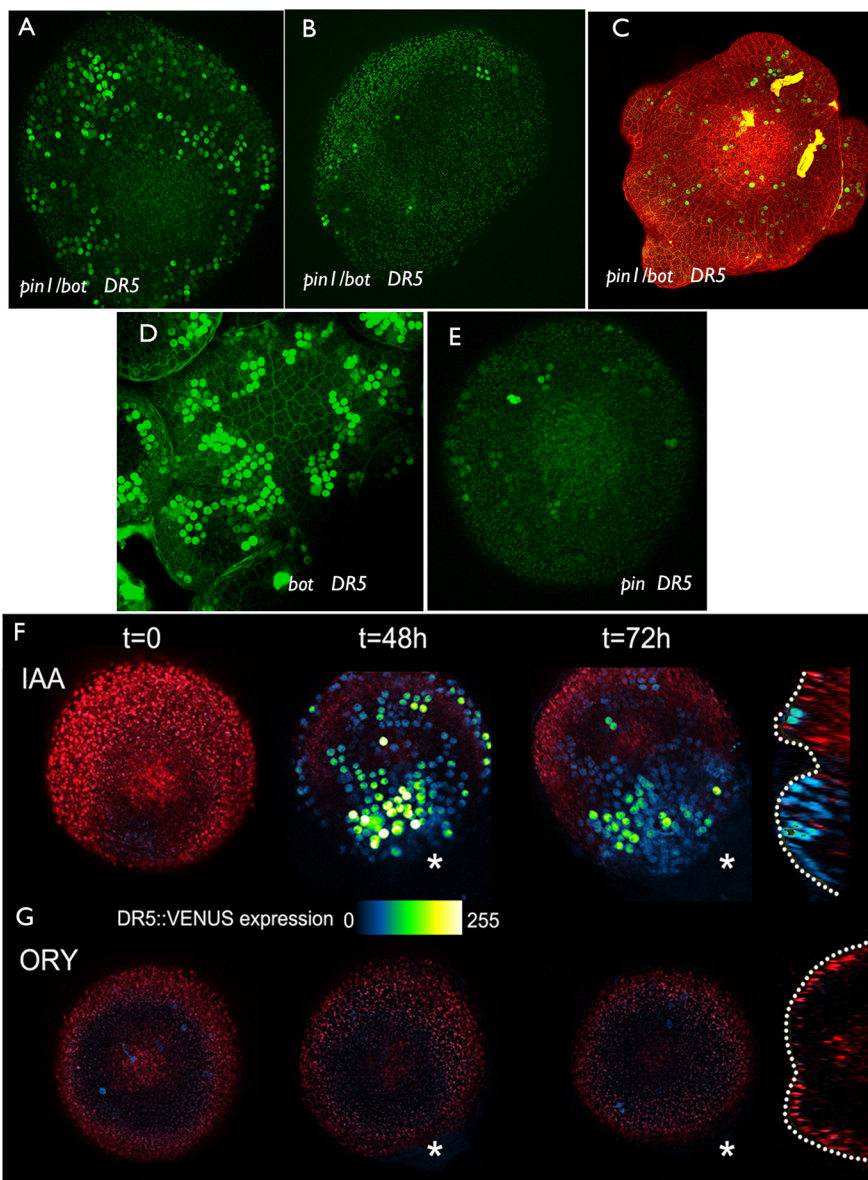 A
B
C
pin1/bot DR5
pin1/bot DR5
pin1/bot DR5
D
E
bot DR5
pin DR5
F
t=0 t=48h t=72h
IAA
* *
G
DR5::VENUS expression 0 255
ORY
* *